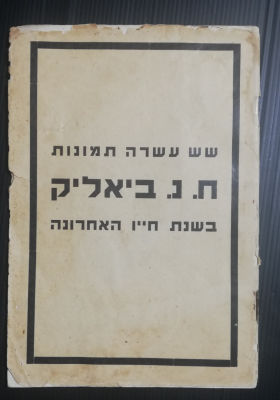 שש עשרה תמונות
ח. נ. ביאליק
בשנת חייו האחרונה